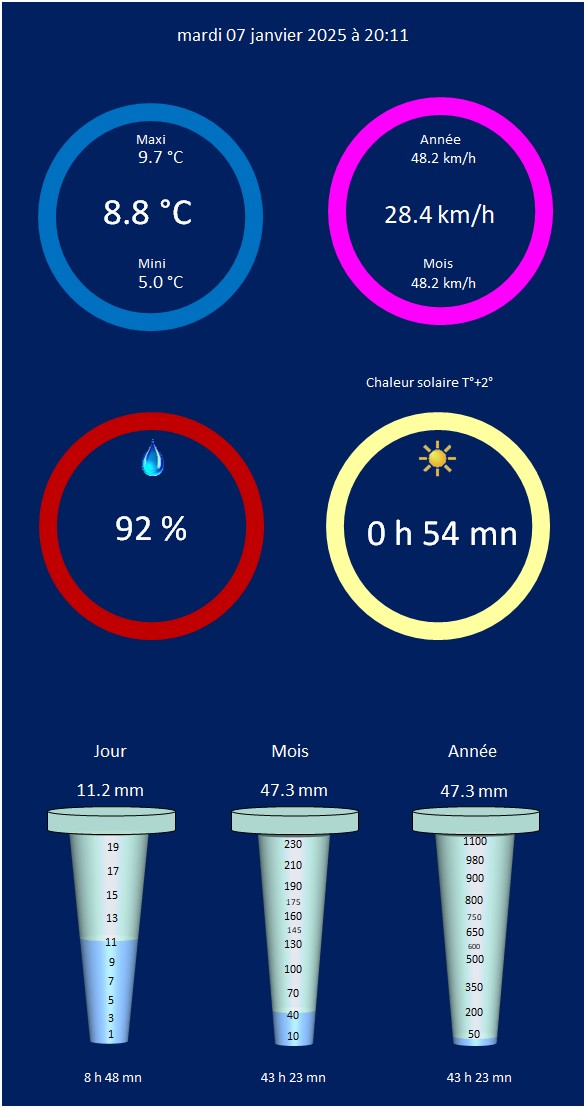 mardi 07 janvier 2025 à 20:11
Maxi
9.7 °C
8.8 °C
Mini
5.0 °C
Année
48.2 km/h
28.4 km/h
Mois
48.2 km/h
Chaleur solaire T°+2°
92 %
0 h 54 mn
Jour
11.2 mm
19
17
15
13
11
9
7
5
3
1
8 h 48 mn
Mois
47.3 mm
230
210
190
175
160
145
130
100
70
40
10
43 h 23 mn
Année
47.3 mm
1100
980
900
800
750
650
600
500
350
200
50
43 h 23 mn